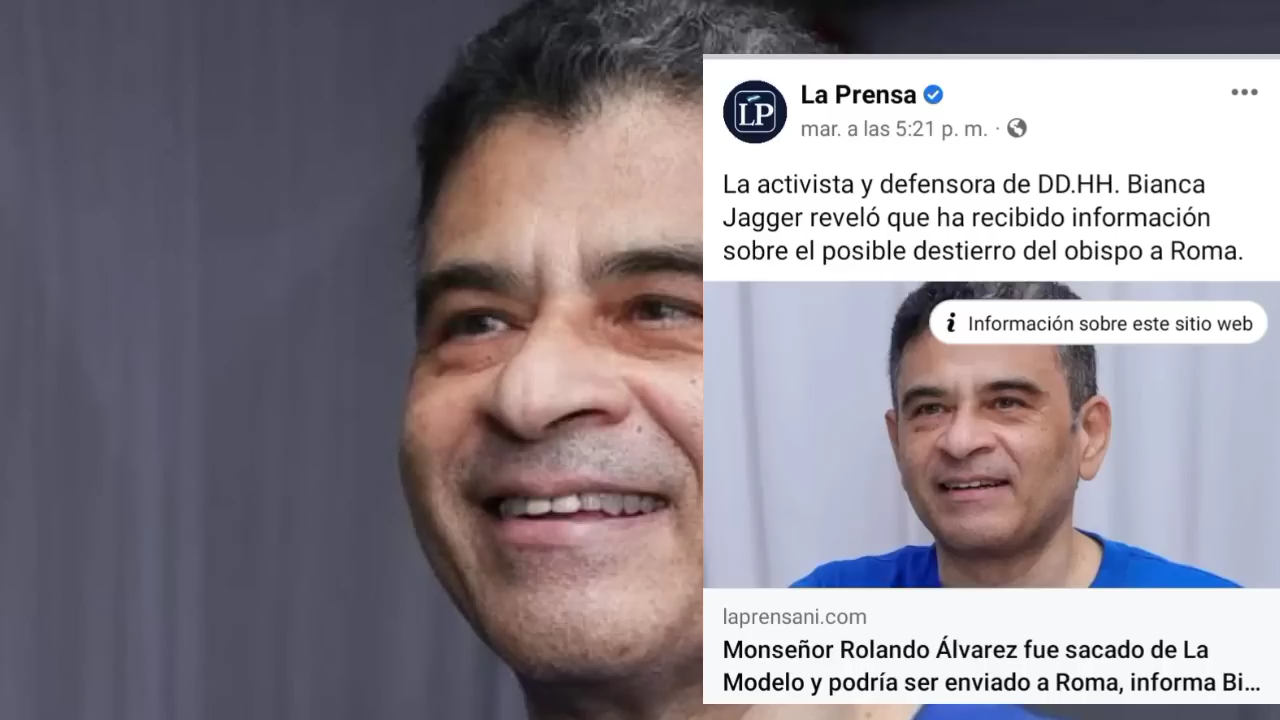 LP
La Prensa
mar. a las 5:21 p. m. ·
La activista y defensora de DD.HH. Bianca
Jagger reveló que ha recibido información
sobre el posible destierro del obispo a Roma.
Información sobre este sitio web
laprensani.com
Monseñor Rolando Álvarez fue sacado de La
Modelo y podría ser enviado a Roma, informa Bi...